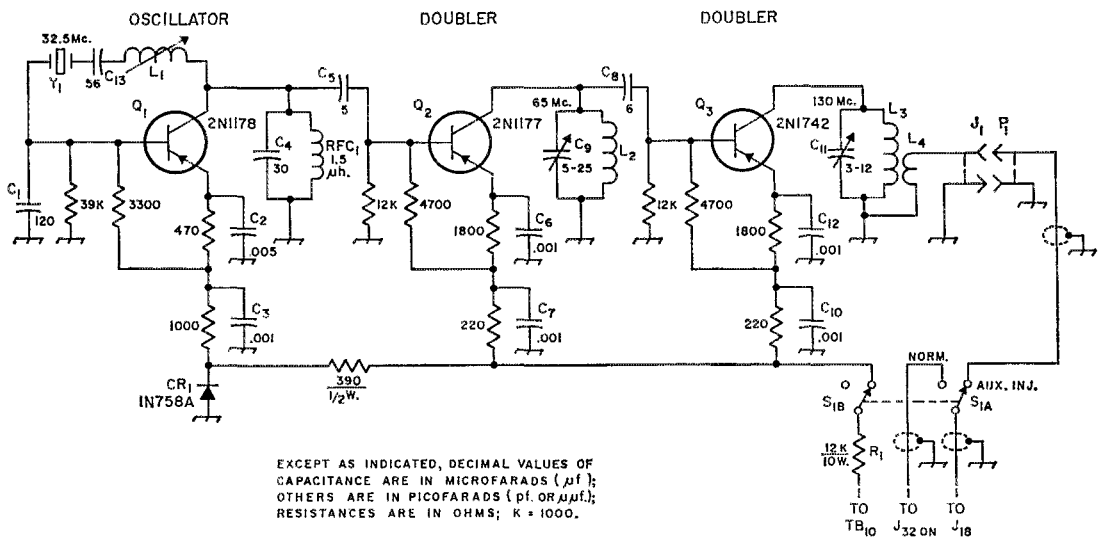 OSCILLATOR
DOUBLER
DOUBLER
32.5Mc.
Y1
C13
56
L1
Q1
2N1178
C4
30
RFC1
1.5
μh.
C5
5
Q2
2N1177
65 Mc.
C9
5-25
L2
C8
6
Q3
2N1742
130 Mc.
C11
3-12
L3
L4
J1
P1
C1
120
39K
3300
470
C2
.005
12K
4700
1800
C6
.001
12K
4700
1800
C12
.001
1000
C3
.001
220
C7
.001
220
C10
.001
CR1
1N758A
390
1/2W.
NORM.
AUX. INJ.
S1B
S1A
12K
10W.
R1
TO
TB10
TO
J32 ON
TO
J18
EXCEPT AS INDICATED, DECIMAL VALUES OF
CAPACITANCE ARE IN MICROFARADS (μf);
OTHERS ARE IN PICOFARADS (pf. OR μμf.);
RESISTANCES ARE IN OHMS; K = 1000.